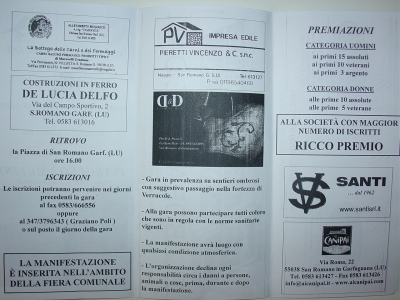 La Bottega delle Carni e dei Formaggi
COSTRUZIONI IN FERRO
DE LUCIA DELFO
Via del Campo Sportivo, 2
S.ROMANO GARF. (LU)
Tel. 0583 613016
RITROVO
la Piazza di San Romano Garf. (LU)
ore 16.00
ISCRIZIONI
Le iscrizioni potranno pervenire nei giorni
precedenti la gara
al fax 0583/666556
oppure
al 347/3796343 ( Graziano Poli )
o sul posto il giorno della gara
LA MANIFESTAZIONE
È INSERITA NELL'AMBITO
DELLA FIERA COMUNALE
PV
IMPRESA EDILE
PIERETTI VINCENZO & C. s.n.c.
D&D
- Gara in prevalenza su sentieri ombrosi
con suggestivo passaggio nella fortezza di
Verrucole.
- Alla gara possono partecipare tutti coloro
che sono in regola con le norme sanitarie
vigenti.
- La manifestazione avrà luogo con
qualsiasi condizione atmosferica.
- L'organizzazione declina ogni
responsabilità circa i danni a persone,
animali o cose, prima, durante e dopo
la manifestazione.
PREMIAZIONI
CATEGORIA UOMINI
ai primi 15 assoluti
ai primi 10 veterani
ai primi 3 argento
CATEGORIA DONNE
alle prime 10 assolute
alle prime 5 veterane
ALLA SOCIETÀ CON MAGGIOR
NUMERO DI ISCRITTI
RICCO PREMIO
VS
SANTI
... dal 1962
www.santisrl.it
CANIPAI
Via Roma, 22
55038 San Romano in Garfagnana (LU)
Tel. 0583 613427 - Fax 0583 613426
info@aicanipai.com - www.aicanipai.com